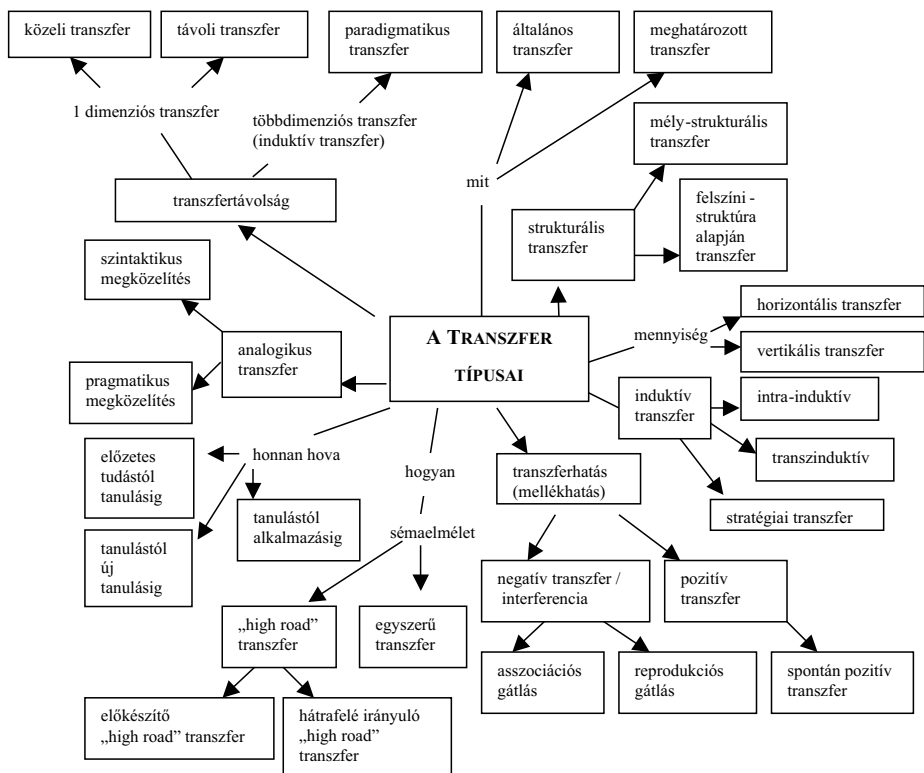 közeli transzfer
távoli transzfer
paradigmatikus
transzfer
általános
transzfer
meghatározott
transzfer
1 dimenziós transzfer
többdimenziós transzfer
(induktív transzfer)
mit
mély-strukturális
transzfer
transzfertávolság
strukturális
transzfer
felszíni -
struktúra
alapján
transzfer
szintaktikus
megközelítés
A TRANSZFER
TÍPUSAI
mennyiség
horizontális transzfer
vertikális transzfer
analogikus
transzfer
pragmatikus
megközelítés
induktív
transzfer
intra-induktív
transzinduktív
stratégiai transzfer
honnan hova
előzetes
tudástól
tanulásig
tanulástól
alkalmazásig
tanulástól
új
tanulásig
hogyan
sémaelmélet
transzferhatás
(mellékhatás)
negatív transzfer /
interferencia
pozitív
transzfer
„high road”
transzfer
egyszerű
transzfer
asszociációs
gátlás
reprodukciós
gátlás
spontán pozitív
transzfer
előkészítő
„high road” transzfer
hátrafelé irányuló
„high road”
transzfer